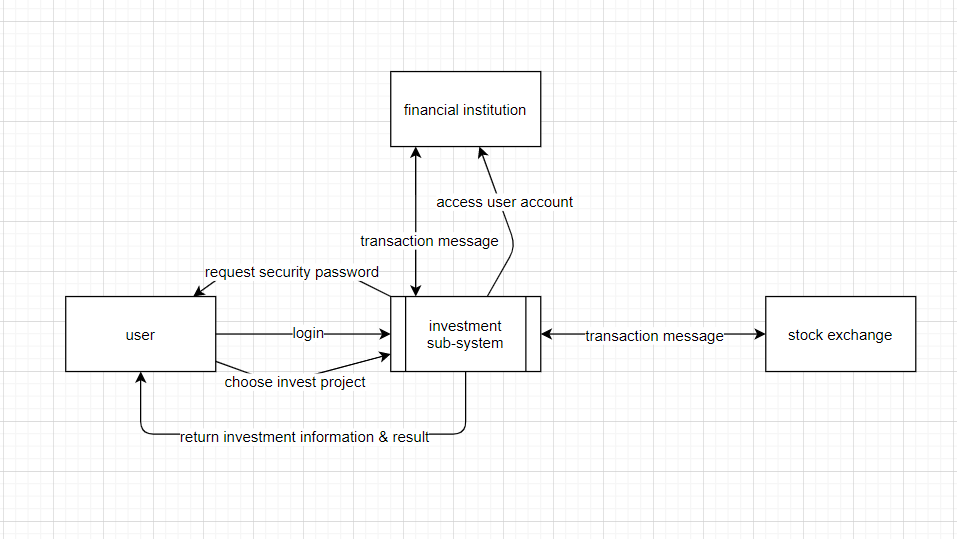 financial institution
access user account
transaction message
request security password
user
login
investment
sub-system
transaction message
stock exchange
choose invest project
return investment information & result